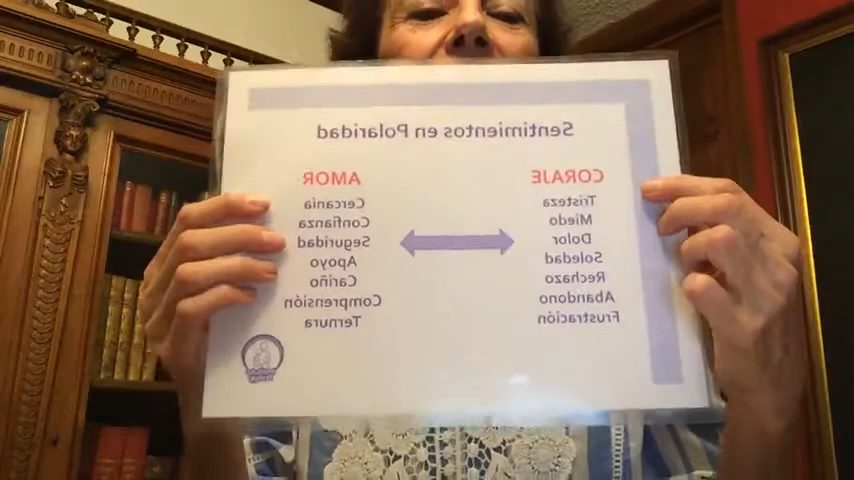 Sentimientos en Polaridad
CORAJE
Tristeza
Miedo
Dolor
Soledad
Rechazo
Abandono
Frustración
AMOR
Cercanía
Confianza
Seguridad
Apoyo
Cariño
Comprensión
Ternura